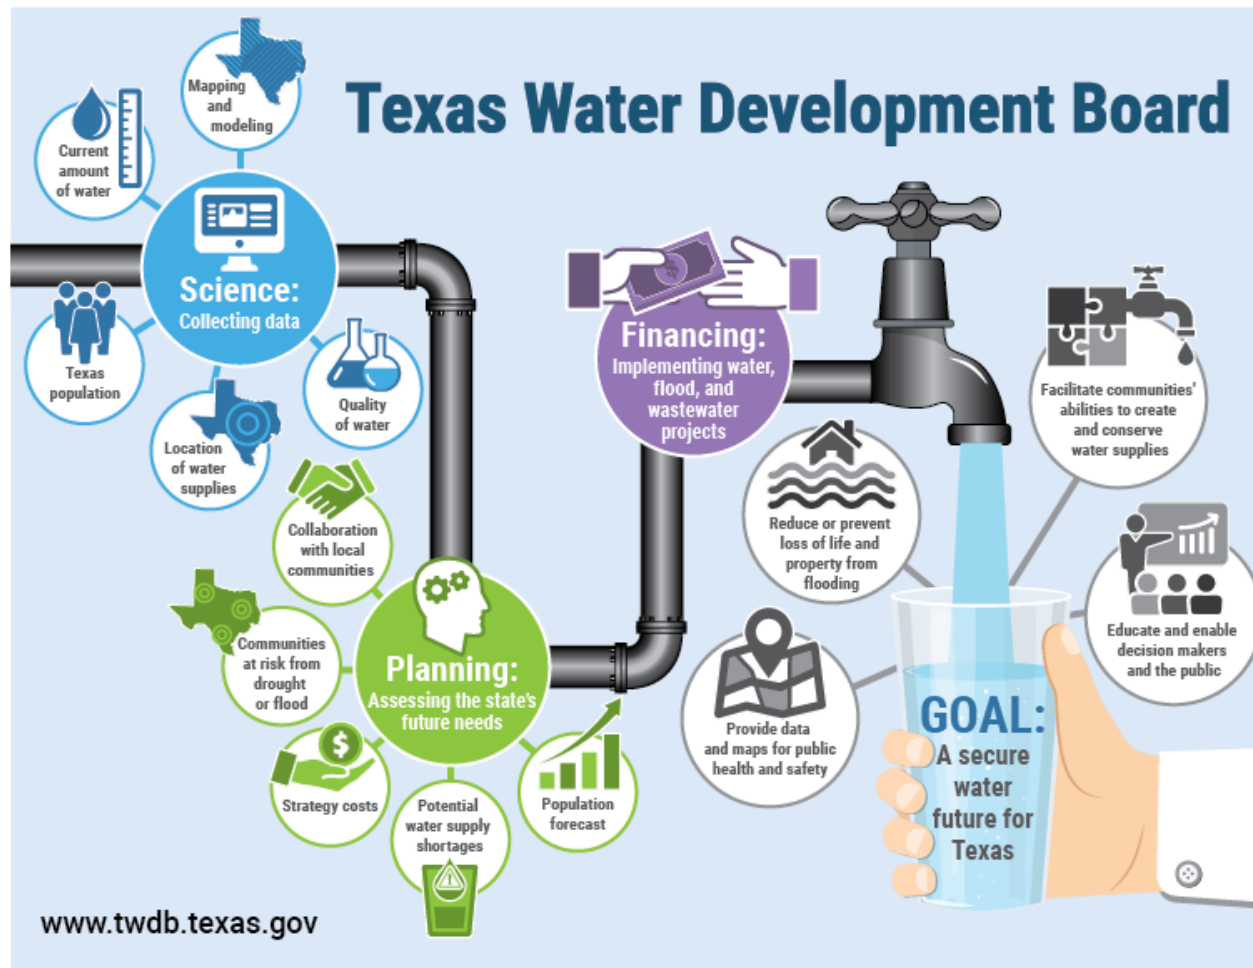 Texas Water Development Board
Mapping
and
modeling
Current
amount
of water
Science:
Collecting data
Texas
population
Location
of water
supplies
Quality
of water
Collaboration
with local
communities
Communities
at risk from
drought
or flood
Planning:
Assessing the state's
future needs
$
Strategy costs
Potential
water supply
shortages
Population
forecast
$
Financing:
Implementing water,
flood, and
wastewater
projects
Facilitate communities'
abilities to create
and conserve
water supplies
Reduce or prevent
loss of life and
property from
flooding
Educate and enable
decision makers
and the public
Provide data
and maps for public
health and safety
GOAL:
A secure
water
future for
Texas
www.twdb.texas.gov